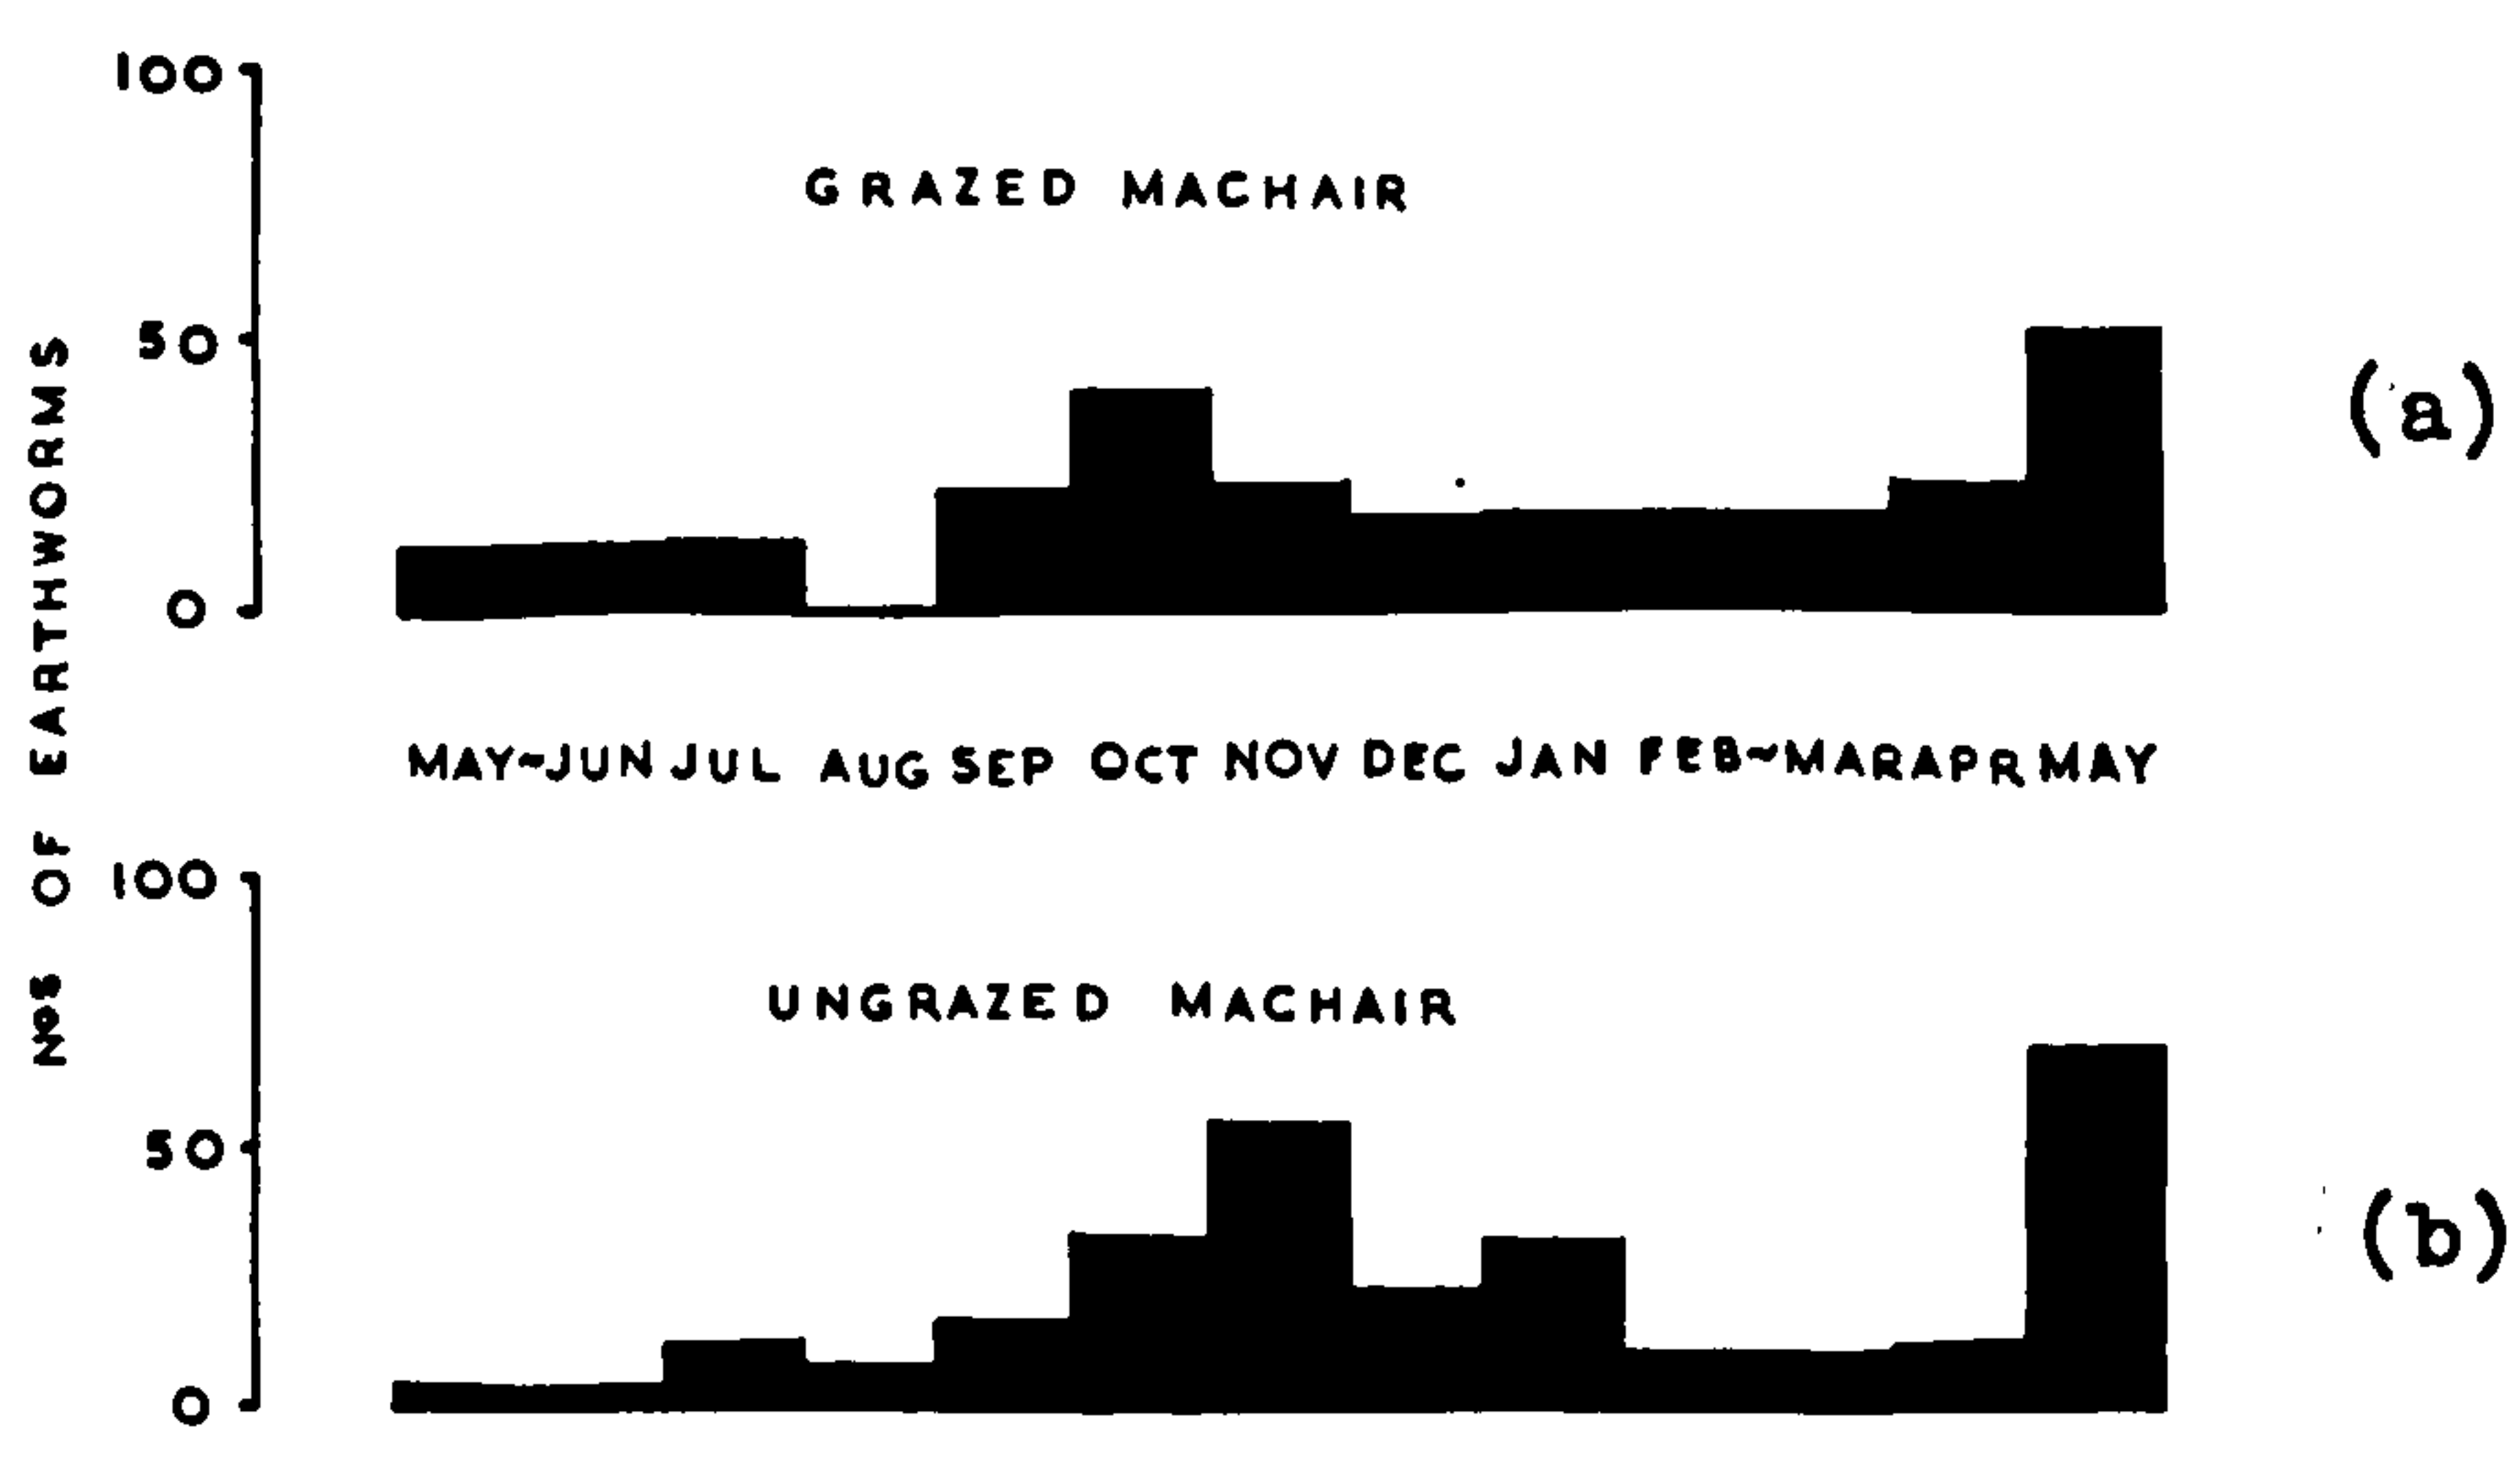 100
GRAZED MACHAIR
50
(a)
0
NOS OF EARTHWORMS
MAY~JUN JUL AUG SEP OCT NOV DEC JAN FEB~MAR APR MAY
100
UNGRAZED MACHAIR
50
(b)
0